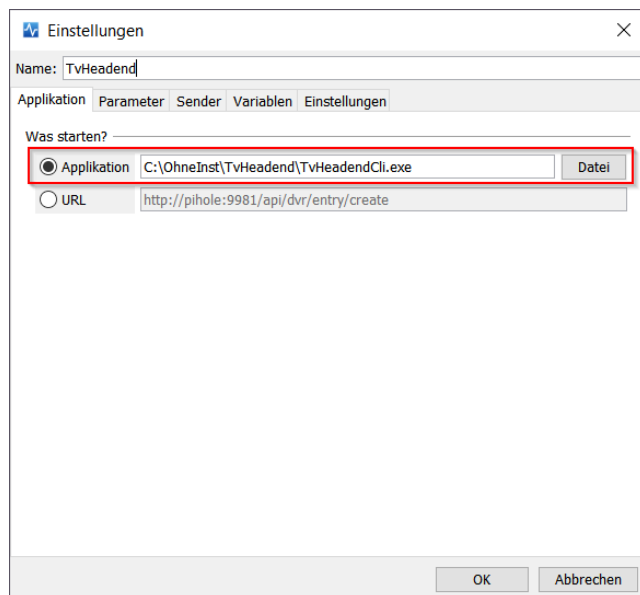 Einstellungen
Name: TvHeadend
Applikation Parameter Sender Variablen Einstellungen
Was starten?
Applikation C:\OhneInst\TvHeadend\TvHeadendCli.exe Datei
URL http://pihole:9981/api/dvr/entry/create
OK Abbrechen